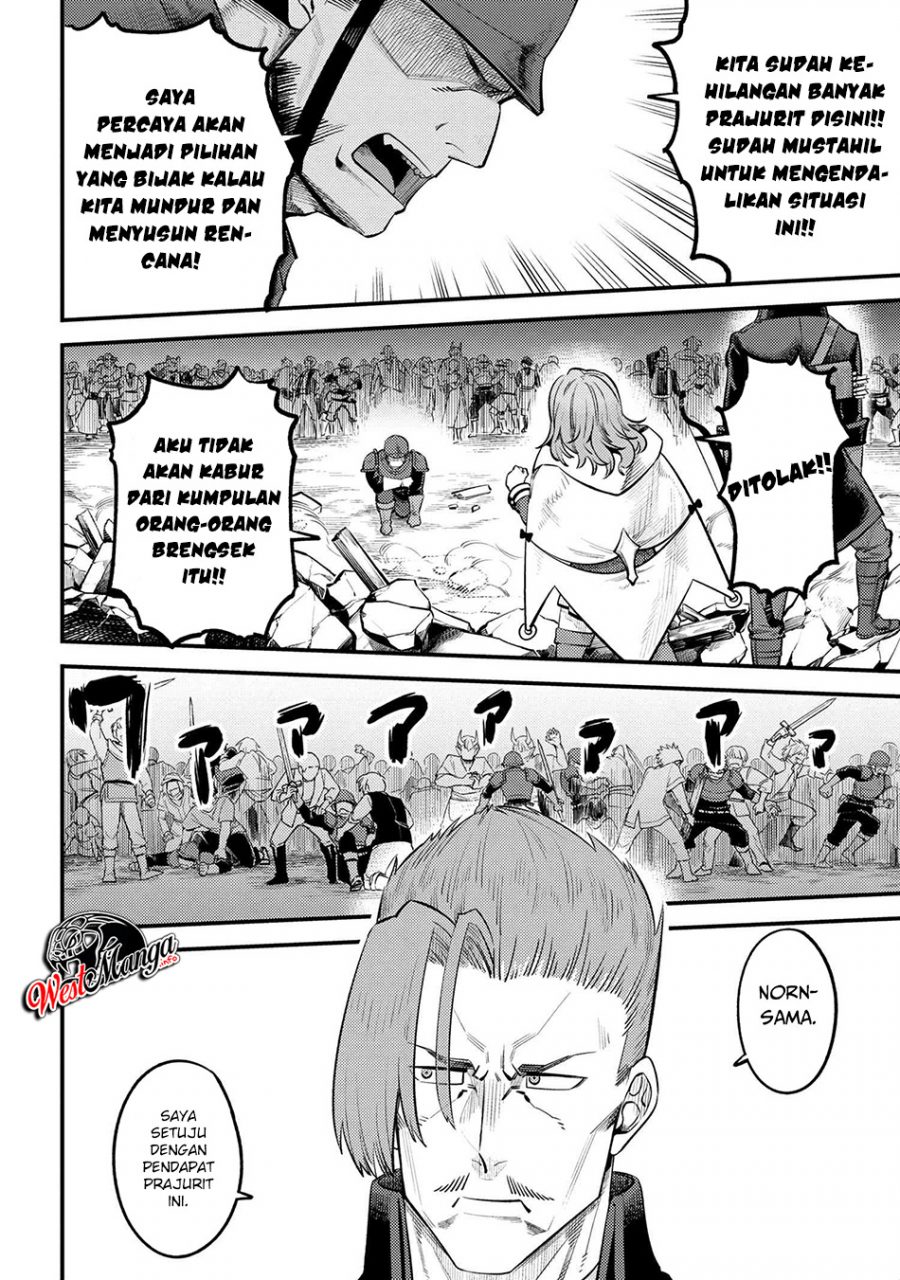 KITA SUDAH KE-
HILANGAN BANYAK
PRAJURIT DISINI!!
SUDAH MUSTAHIL
UNTUK MENGENDA-
LIKAN SITUASI
INI!!
SAYA
PERCAYA AKAN
MENJADI PILIHAN
YANG BIJAK KALAU
KITA MUNDUR DAN
MENYUSUN REN-
CANA!
DITOLAK!!
AKU TIDAK
AKAN KABUR
DARI KUMPULAN
ORANG-ORANG
BRENGSEK
ITU!!
ワアアアアアア
NORN-
SAMA.
SAYA
SETUJU
DENGAN
PENDAPAT
PRAJURIT
INI.
WestManga
.info